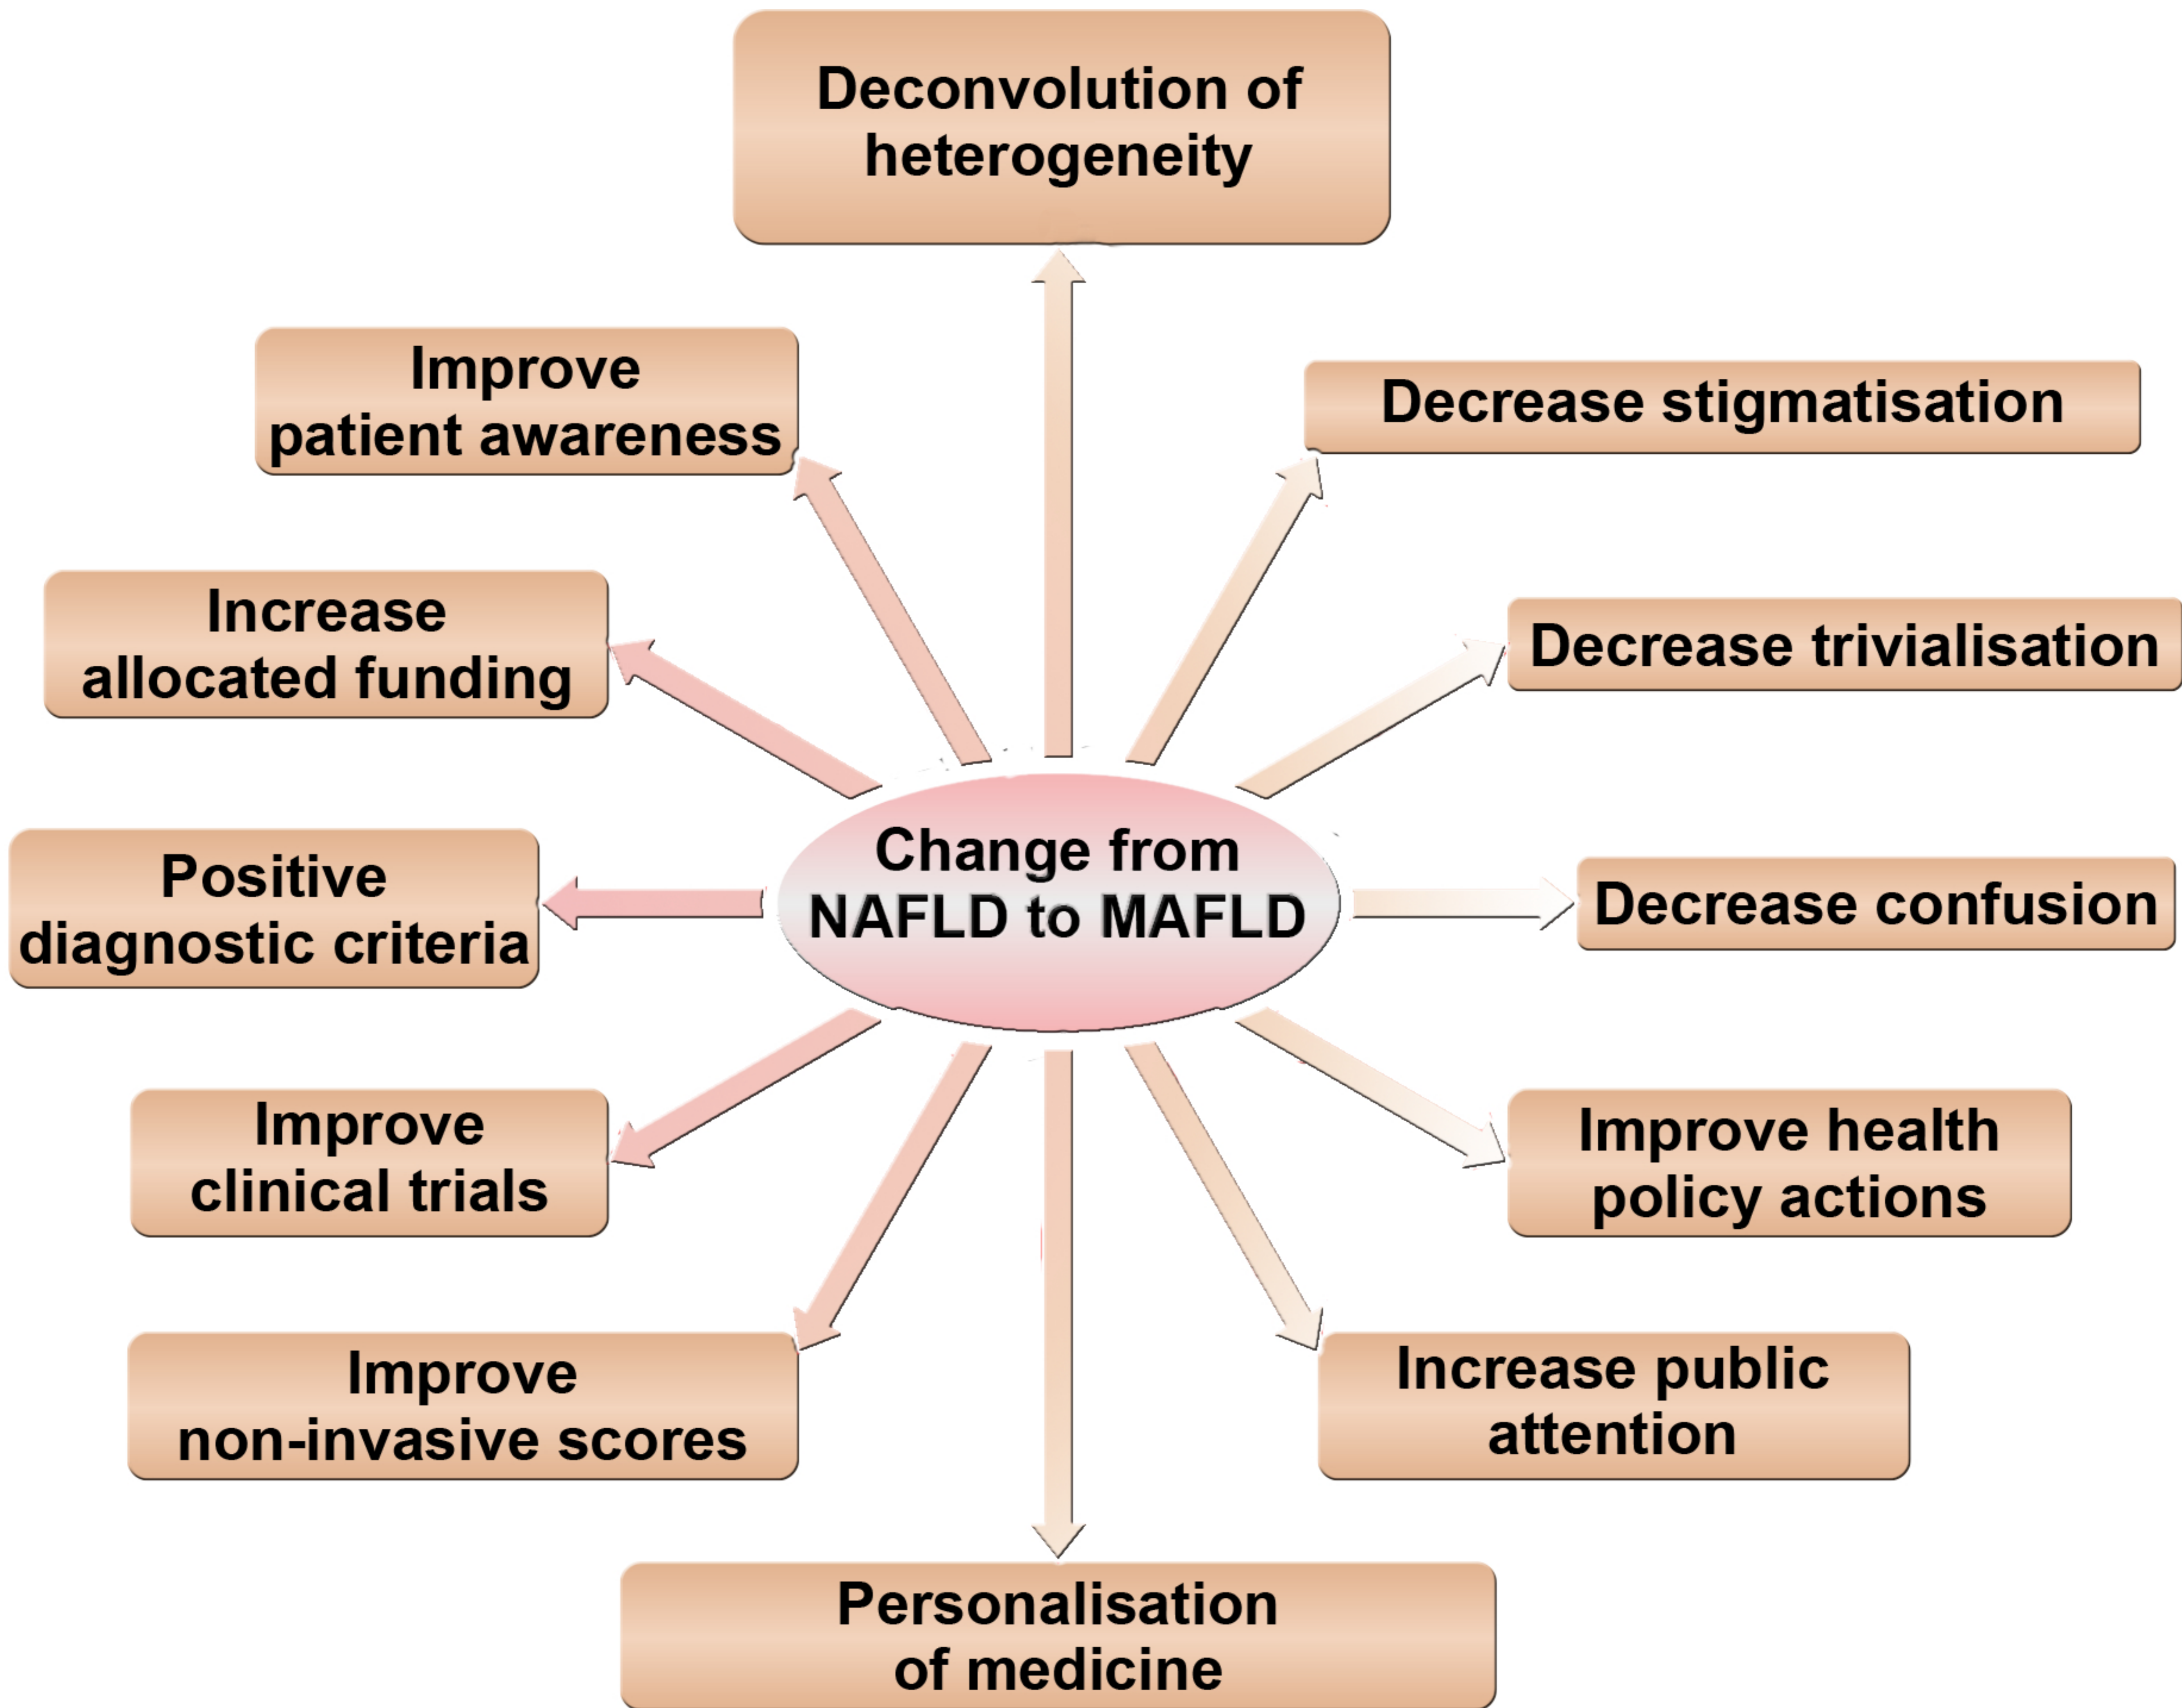 Deconvolution of
heterogeneity
Improve
patient awareness
Decrease stigmatisation
Increase
allocated funding
Decrease trivialisation
Change from
NAFLD to MAFLD
Positive
diagnostic criteria
Decrease confusion
Improve
clinical trials
Improve health
policy actions
Improve
non-invasive scores
Increase public
attention
Personalisation
of medicine